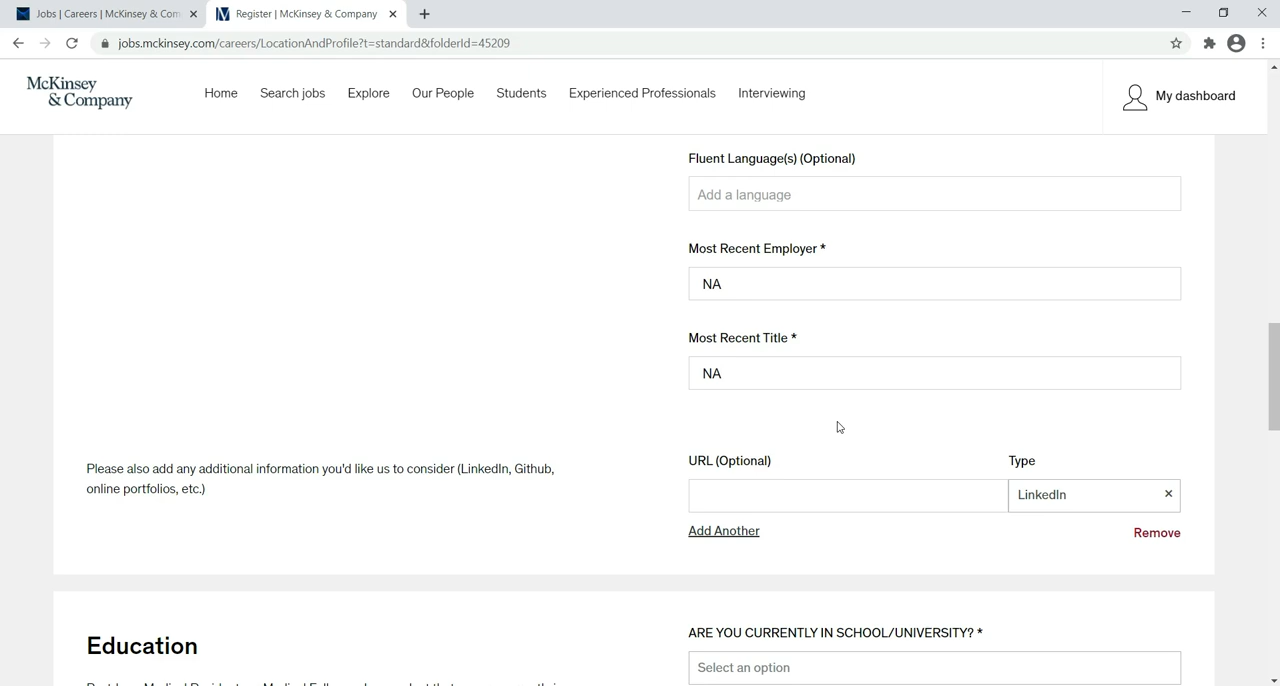 Jobs | Careers | McKinsey & Com
Register | McKinsey & Company
jobs.mckinsey.com/careers/LocationAndProfile?t=standard&folderId=45209
McKinsey
& Company
Home
Search jobs
Explore
Our People
Students
Experienced Professionals
Interviewing
My dashboard
Fluent Language(s) (Optional)
Add a language
Most Recent Employer *
NA
Most Recent Title *
NA
Please also add any additional information you'd like us to consider (LinkedIn, Github,
online portfolios, etc.)
URL (Optional)
Type
LinkedIn
Add Another
Remove
Education
ARE YOU CURRENTLY IN SCHOOL/UNIVERSITY? *
Select an option